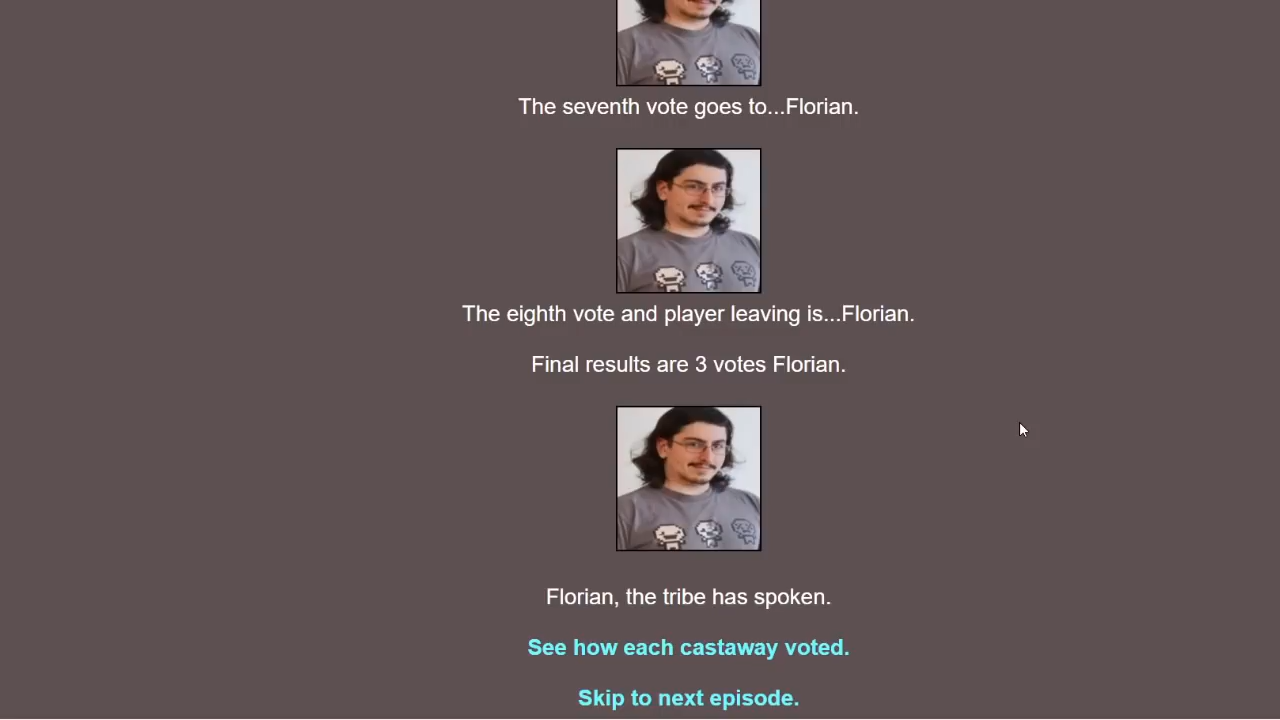 The seventh vote goes to...Florian.
The eighth vote and player leaving is...Florian.
Final results are 3 votes Florian.
Florian, the tribe has spoken.
See how each castaway voted.
Skip to next episode.